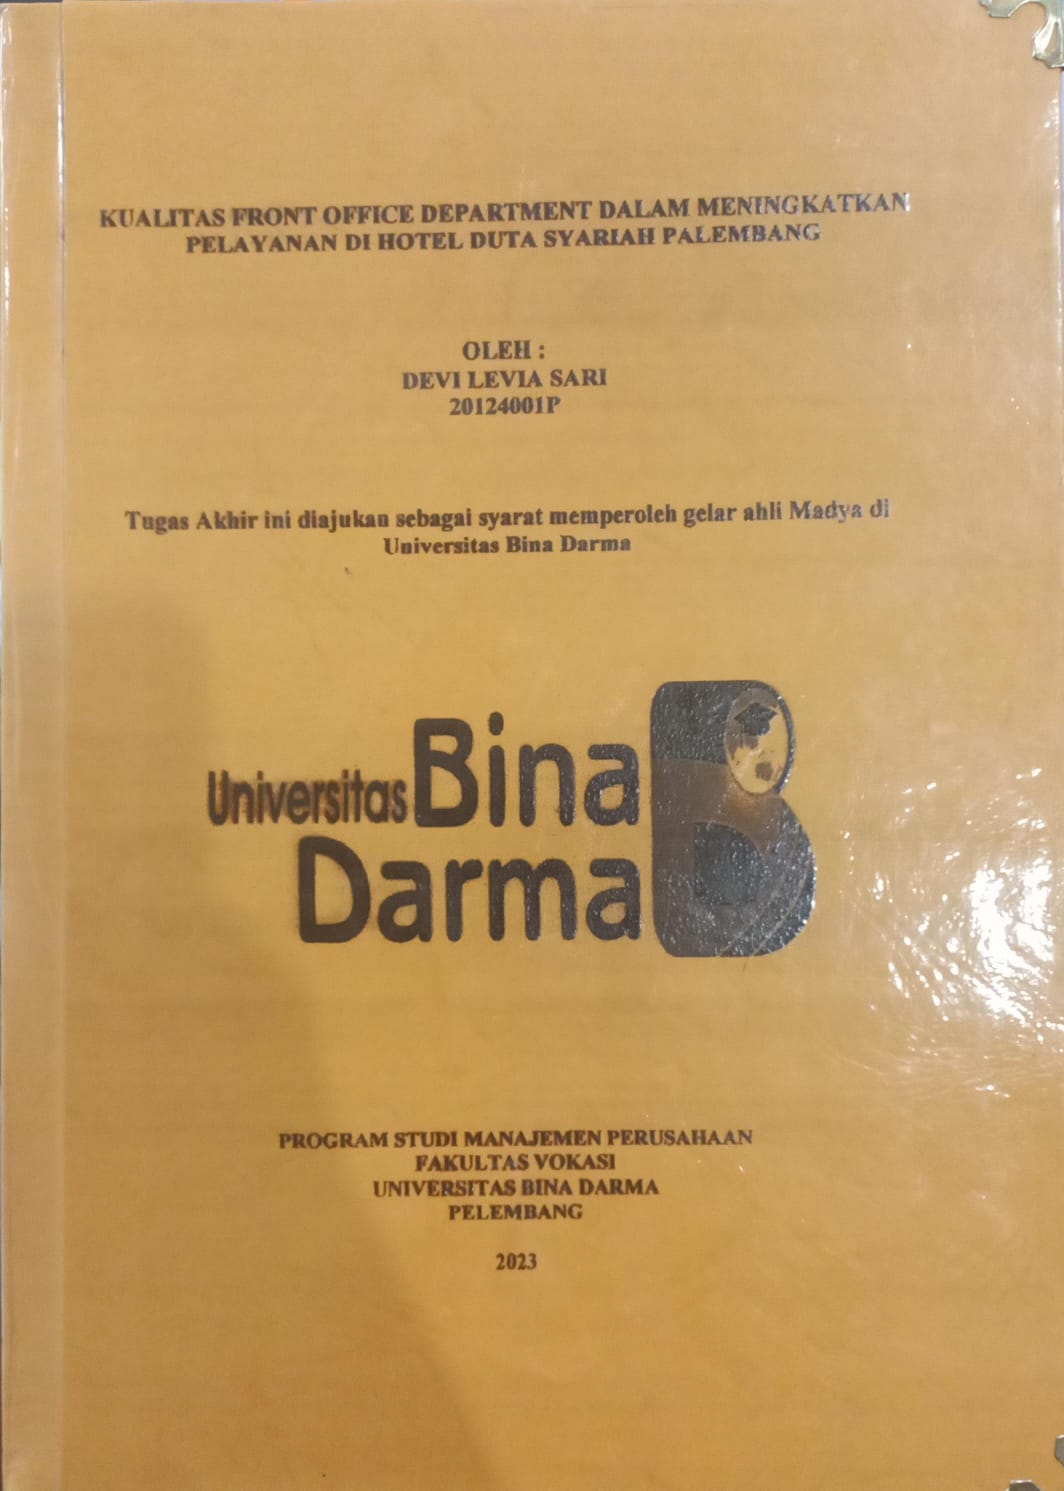 KUALITAS FRONT OFFICE DEPARTMENT DALAM MENINGKATKAN
PELAYANAN DI HOTEL DUTA SYARIAH PALEMBANG
OLEH :
DEVI LEVIA SARI
20124001P
Tugas Akhir ini diajukan sebagai syarat memperoleh gelar ahli Madya di
Universitas Bina Darma
Universitas Bina
Darma
PROGRAM STUDI MANAJEMEN PERUSAHAAN
FAKULTAS VOKASI
UNIVERSITAS BINA DARMA
PELEMBANG
2023